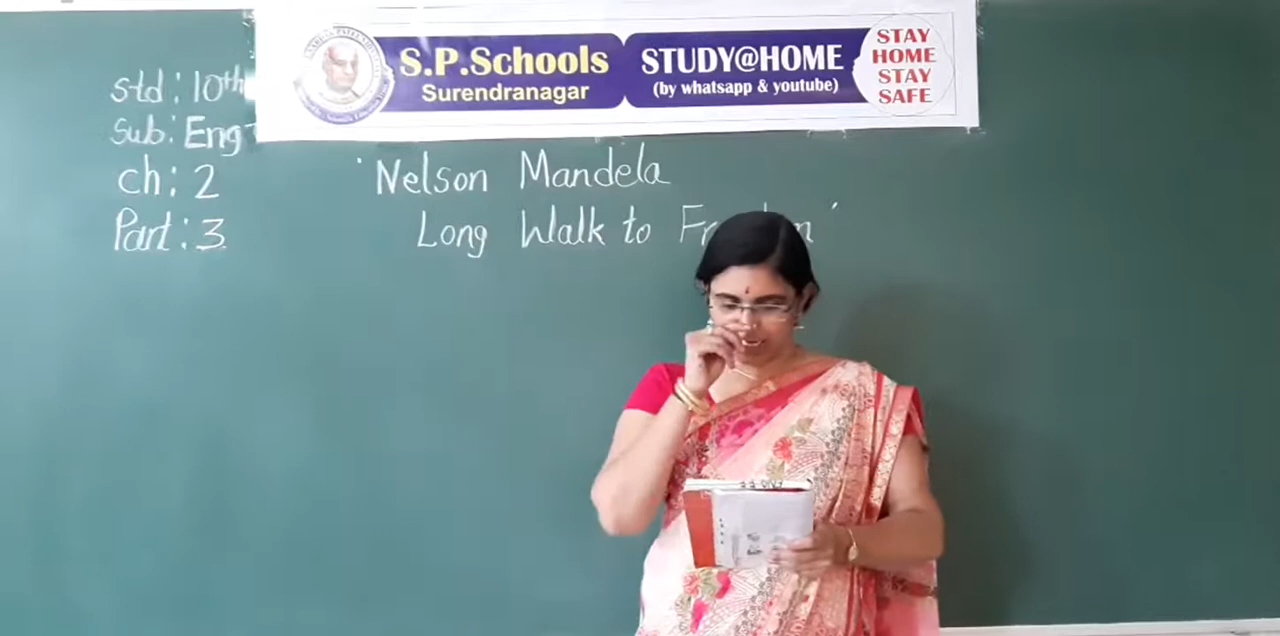 S.P.Schools
Surendranagar
STUDY@HOME
(by whatsapp & youtube)
STAY
HOME
STAY
SAFE
std : 10th
Sub: Eng
ch : 2
Part : 3
'Nelson Mandela
Long Walk to